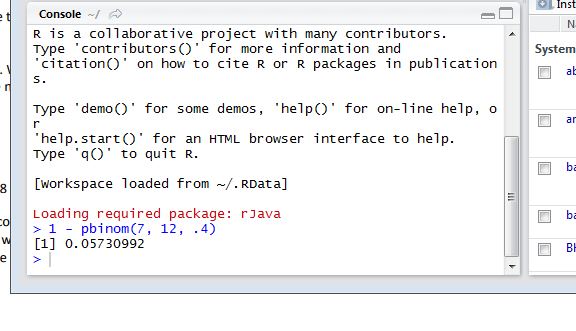 Console ~/
R is a collaborative project with many contributors.
Type 'contributors()' for more information and
'citation()' on how to cite R or R packages in publication
s.
Type 'demo()' for some demos, 'help()' for on-line help, o
r
'help.start()' for an HTML browser interface to help.
Type 'q()' to quit R.
[Workspace loaded from ~/.RData]
Loading required package: rJava
> 1 - pbinom(7, 12, .4)
[1] 0.05730992
>
Inst
Na
System
ab
ar
ba
ba
BH
8
co
w
e